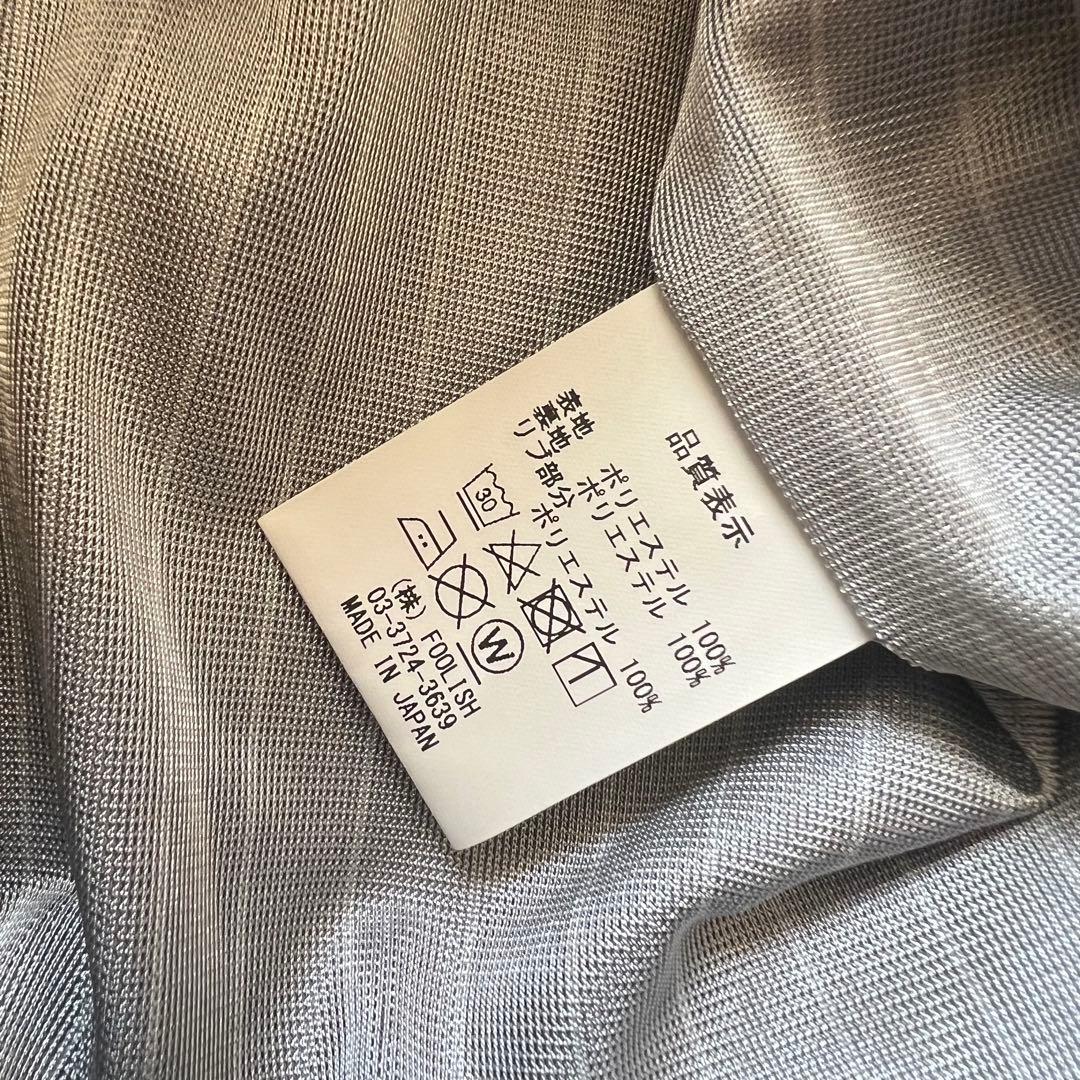 品質表示
表地 ポリエステル 100%
裏地 ポリエステル 100%
リブ部分 ポリエステル 100%
30
W
(株) FOOLISH
03-3724-3639
MADE IN JAPAN